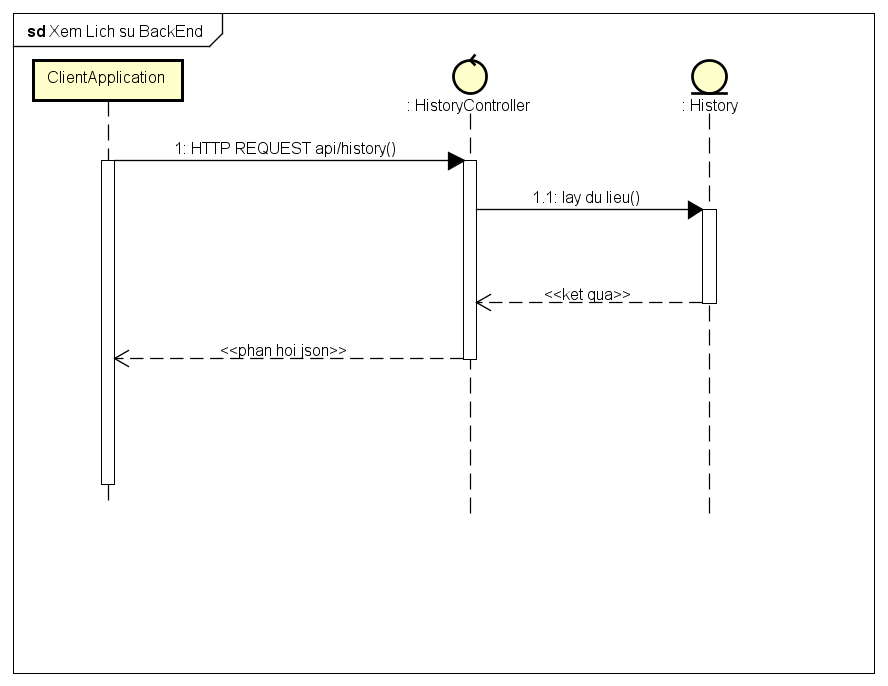 sd Xem Lich su BackEnd
ClientApplication
: HistoryController
: History
1: HTTP REQUEST api/history()
1.1: lay du lieu()
<<ket qua>>
<<phan hoi json>>